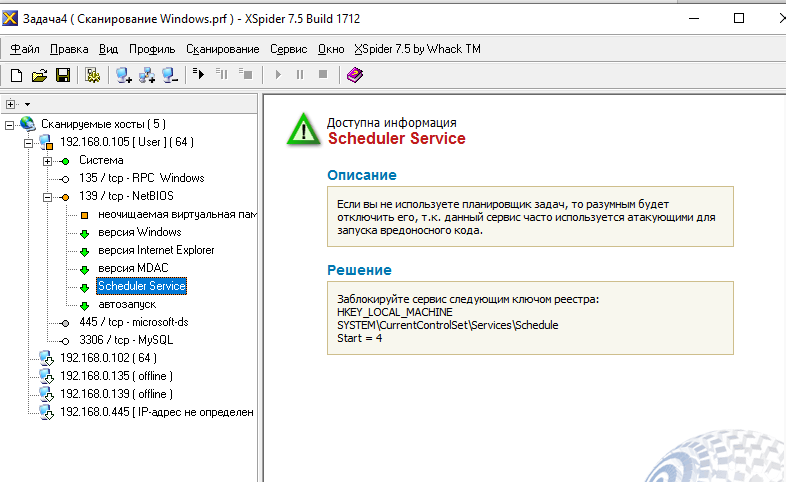 Задача4 ( Сканирование Windows.prf ) - XSpider 7.5 Build 1712
Файл Правка Вид Профиль Сканирование Сервис Окно XSpider 7.5 by Whack TM
Сканируемые хосты ( 5 )
192.168.0.105 [ User ] ( 64 )
Система
135 / tcp - RPC Windows
139 / tcp - NetBIOS
неочищаемая виртуальная пам
версия Windows
версия Internet Explorer
версия MDAC
Scheduler Service
автозапуск
445 / tcp - microsoft-ds
3306 / tcp - MySQL
192.168.0.102 ( 64 )
192.168.0.135 ( offline )
192.168.0.139 ( offline )
192.168.0.445 [ IP-адрес не определен
Доступна информация
Scheduler Service
Описание
Если вы не используете планировщик задач, то разумным будет
отключить его, т.к. данный сервис часто используется атакующими для
запуска вредоносного кода.
Решение
Заблокируйте сервис следующим ключом реестра:
HKEY_LOCAL_MACHINE
SYSTEM\CurrentControlSet\Services\Schedule
Start = 4